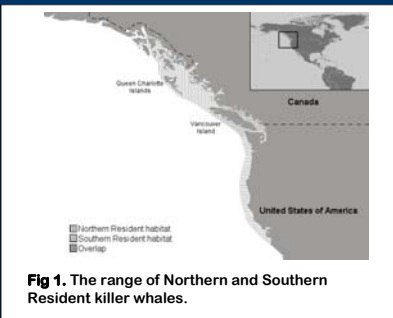 Queen Charlotte
Islands
Canada
Vancouver
Island
United States of America
Northern Resident habitat
Southern Resident habitat
Overlap
Fig 1. The range of Northern and Southern
Resident killer whales.